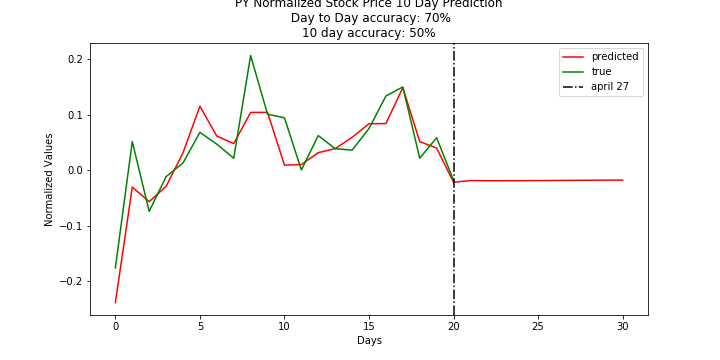 PY Normalized Stock Price 10 Day Prediction
Day to Day accuracy: 70%
10 day accuracy: 50%
predicted
true
april 27
0.2
0.1
0.0
−0.1
−0.2
Normalized Values
0 5 10 15 20 25 30
Days